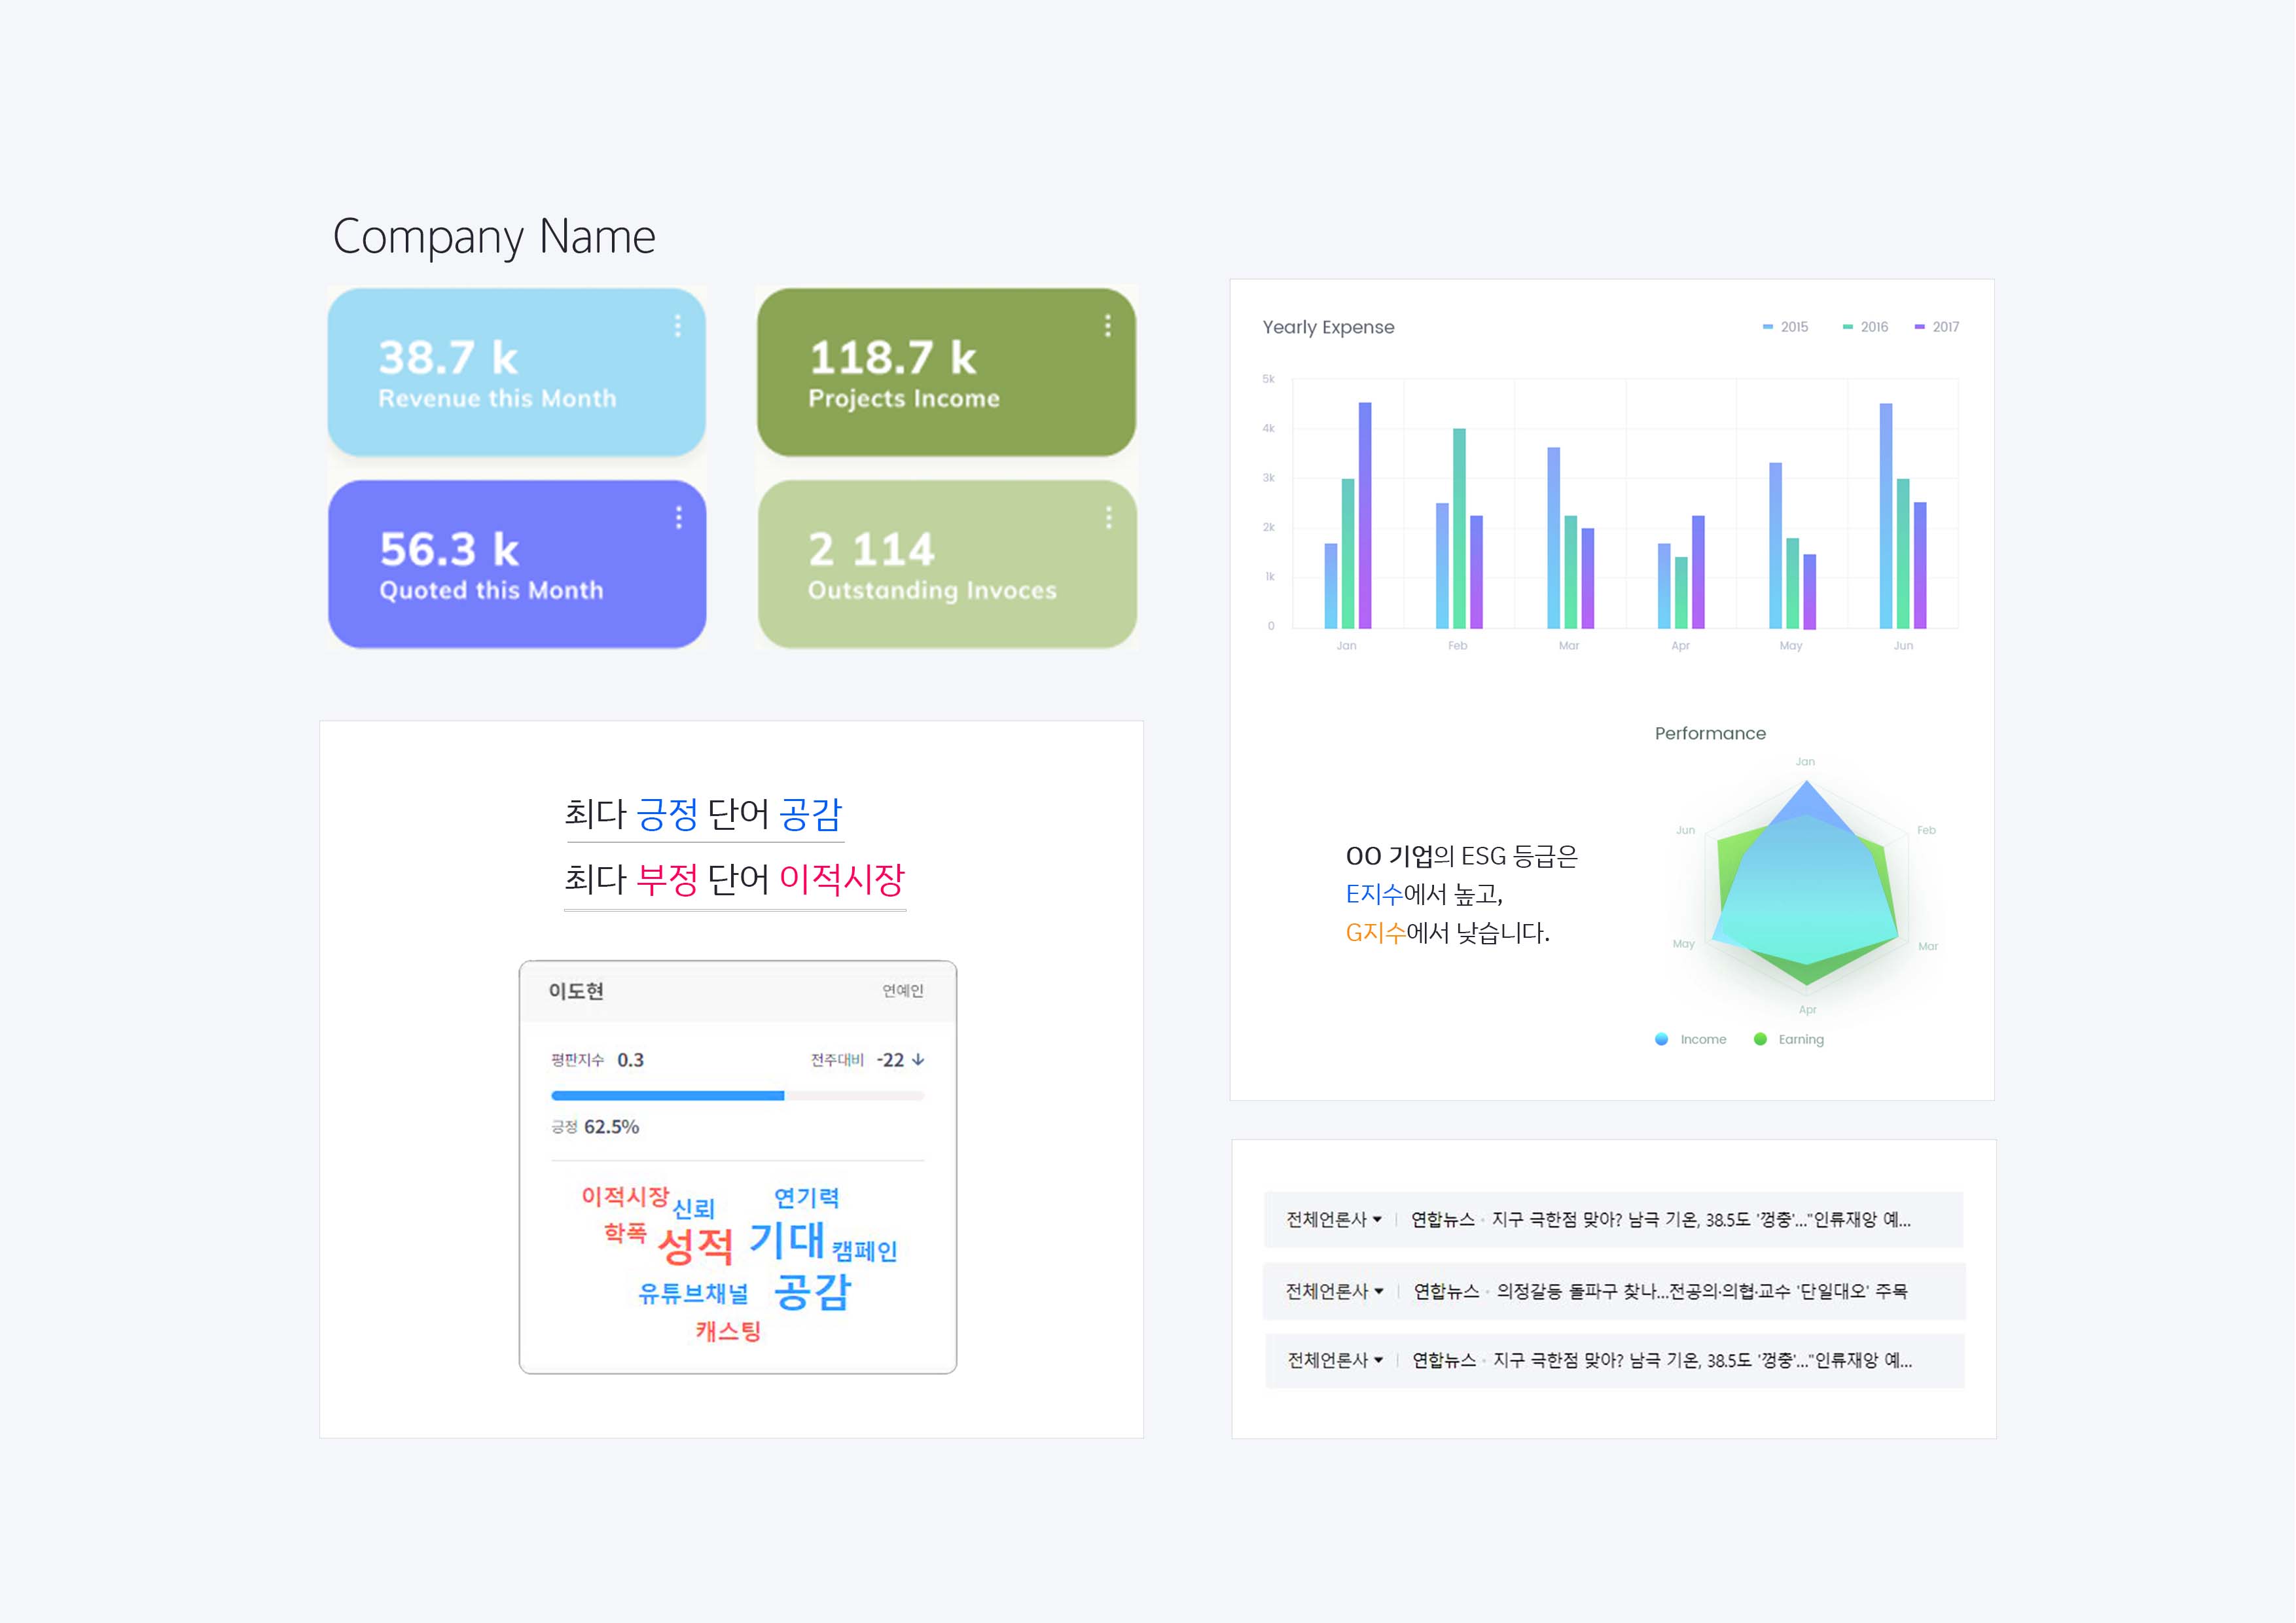 Company Name
38.7 k
Revenue this Month
118.7 k
Projects Income
56.3 k
Quoted this Month
2 114
Outstanding Invoces
최다 긍정 단어 공감
최다 부정 단어 이적시장
이도현 연예인
평판지수 0.3 전주대비 -22 ↓
긍정 62.5%
이적시장 신뢰 연기력
학폭 성적 기대 캠페인
유튜브채널 공감
캐스팅
Yearly Expense 2015 2016 2017
5k
4k
3k
2k
1k
0
Jan Feb Mar Apr May Jun
Performance
Jan
Jun Feb
May Mar
Apr
Income Earning
OO 기업의 ESG 등급은
E지수에서 높고,
G지수에서 낮습니다.
전체언론사 연합뉴스 · 지구 극한점 맞아? 남극 기온, 38.5도 '껑충'..."인류재앙 예...
전체언론사 연합뉴스 · 의정갈등 돌파구 찾나...전공의·의협·교수 '단일대오' 주목
전체언론사 연합뉴스 · 지구 극한점 맞아? 남극 기온, 38.5도 '껑충'..."인류재앙 예...